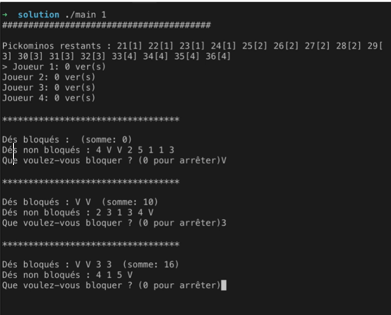 → solution ./main 1
########################################
Pickominos restants : 21[1] 22[1] 23[1] 24[1] 25[2] 26[2] 27[2] 28[2] 29[
3] 30[3] 31[3] 32[3] 33[4] 34[4] 35[4] 36[4]
> Joueur 1: 0 ver(s)
Joueur 2: 0 ver(s)
Joueur 3: 0 ver(s)
Joueur 4: 0 ver(s)
**********************************
Dés bloqués :  (somme: 0)
Dés non bloqués : 4 V V 2 5 1 1 3
Que voulez-vous bloquer ? (0 pour arrêter)V
**********************************
Dés bloqués : V V  (somme: 10)
Dés non bloqués : 2 3 1 3 4 V
Que voulez-vous bloquer ? (0 pour arrêter)3
**********************************
Dés bloqués : V V 3 3  (somme: 16)
Dés non bloqués : 4 1 5 V
Que voulez-vous bloquer ? (0 pour arrêter)